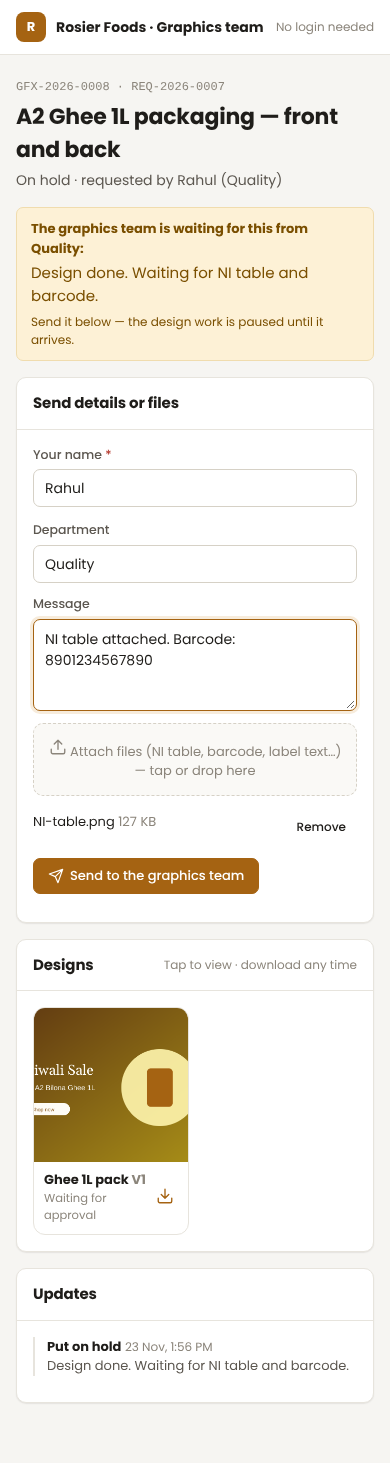 R Rosier Foods · Graphics team No login needed
GFX-2026-0008 · REQ-2026-0007
A2 Ghee 1L packaging — front
and back
On hold · requested by Rahul (Quality)
The graphics team is waiting for this from
Quality:
Design done. Waiting for NI table and
barcode.
Send it below — the design work is paused until it
arrives.
Send details or files
Your name *
Rahul
Department
Quality
Message
NI table attached. Barcode:
8901234567890
Attach files (NI table, barcode, label text…)
— tap or drop here
NI-table.png 127 KB Remove
Send to the graphics team
Designs Tap to view · download any time
iwali Sale
A2 Bilona Ghee 1L
hop now
Ghee 1L pack V1
Waiting for
approval
Updates
Put on hold 23 Nov, 1:56 PM
Design done. Waiting for NI table and barcode.